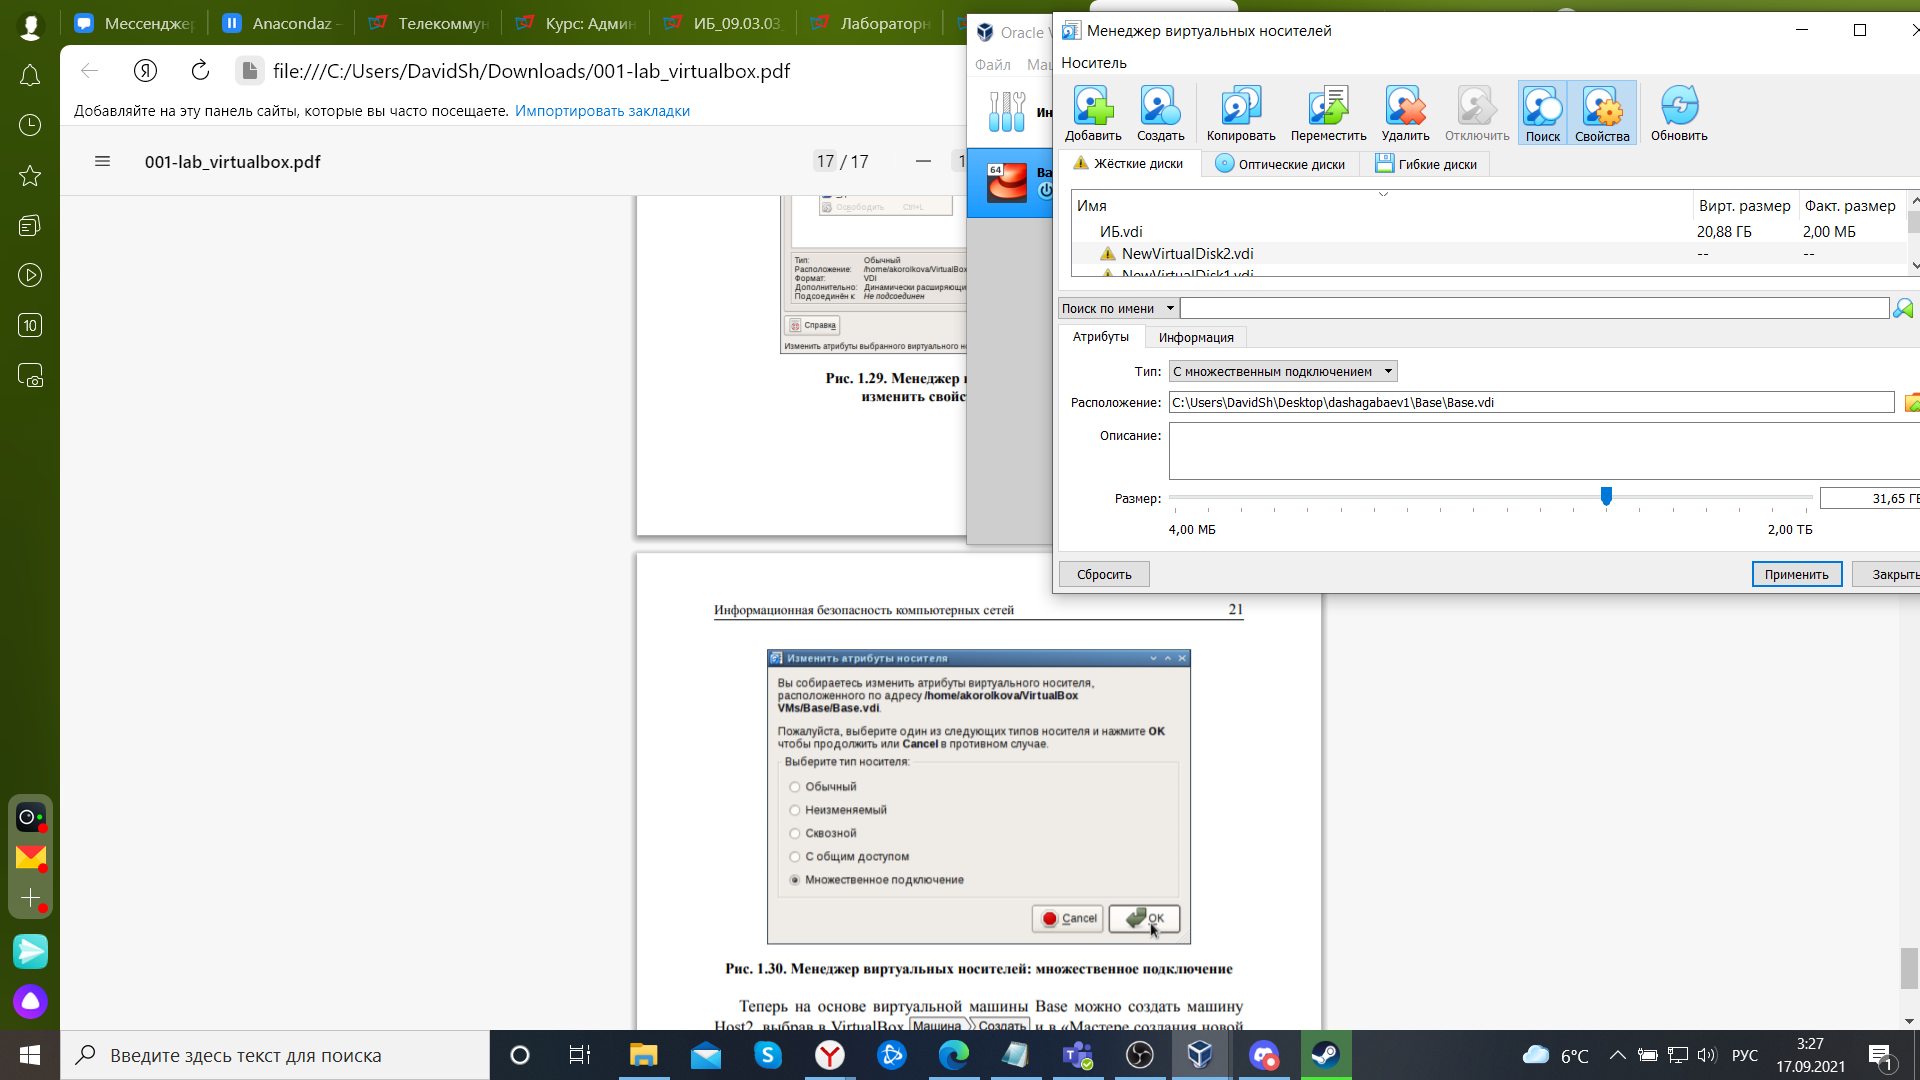 Мессендже
Anacondaz -
Телекоммун
Курс: Админ
ИБ_09.03.03
Лабораторн
file:///C:/Users/DavidSh/Downloads/001-lab_virtualbox.pdf
Добавляйте на эту панель сайты, которые вы часто посещаете. Импортировать закладки
001-lab_virtualbox.pdf
17 / 17
10
Освободить Ctrl+L
Тип: Обычный
Расположение: /home/akorolkova/VirtualBox
Формат: VDI
Дополнительно: Динамически расширяющи
Подсоединён к Не подсоединен
Справка
Изменить атрибуты выбранного виртуального но
Рис. 1.29. Менеджер
изменить свойс
Oracle V
Файл Маш
Ин
64
Ba
Менеджер виртуальных носителей
Носитель
Добавить
Создать
Копировать
Переместить
Удалить
Отключить
Поиск
Свойства
Обновить
Жёсткие диски
Оптические диски
Гибкие диски
Имя Вирт. размер Факт. размер
ИБ.vdi 20,88 ГБ 2,00 МБ
NewVirtualDisk2.vdi -- --
NewVirtualDisk1.vdi
Поиск по имени
Атрибуты Информация
Тип: С множественным подключением
Расположение: C:\Users\DavidSh\Desktop\dashagabaev1\Base\Base.vdi
Описание:
Размер: 31,65 ГБ
4,00 МБ 2,00 ТБ
Сбросить Применить Закрыть
Информационная безопасность компьютерных сетей 21
Изменить атрибуты носителя
Вы собираетесь изменить атрибуты виртуального носителя,
расположенного по адресу /home/akorolkova/VirtualBox
VMs/Base/Base.vdi.
Пожалуйста, выберите один из следующих типов носителя и нажмите OK
чтобы продолжить или Cancel в противном случае.
Выберите тип носителя:
Обычный
Неизменяемый
Сквозной
С общим доступом
Множественное подключение
Cancel OK
Рис. 1.30. Менеджер виртуальных носителей: множественное подключение
Теперь на основе виртуальной машины Base можно создать машину
Host2, выбрав в VirtualBox Машина Создать и в «Мастере создания новой
Введите здесь текст для поиска
6°C
РУС
3:27
17.09.2021
1